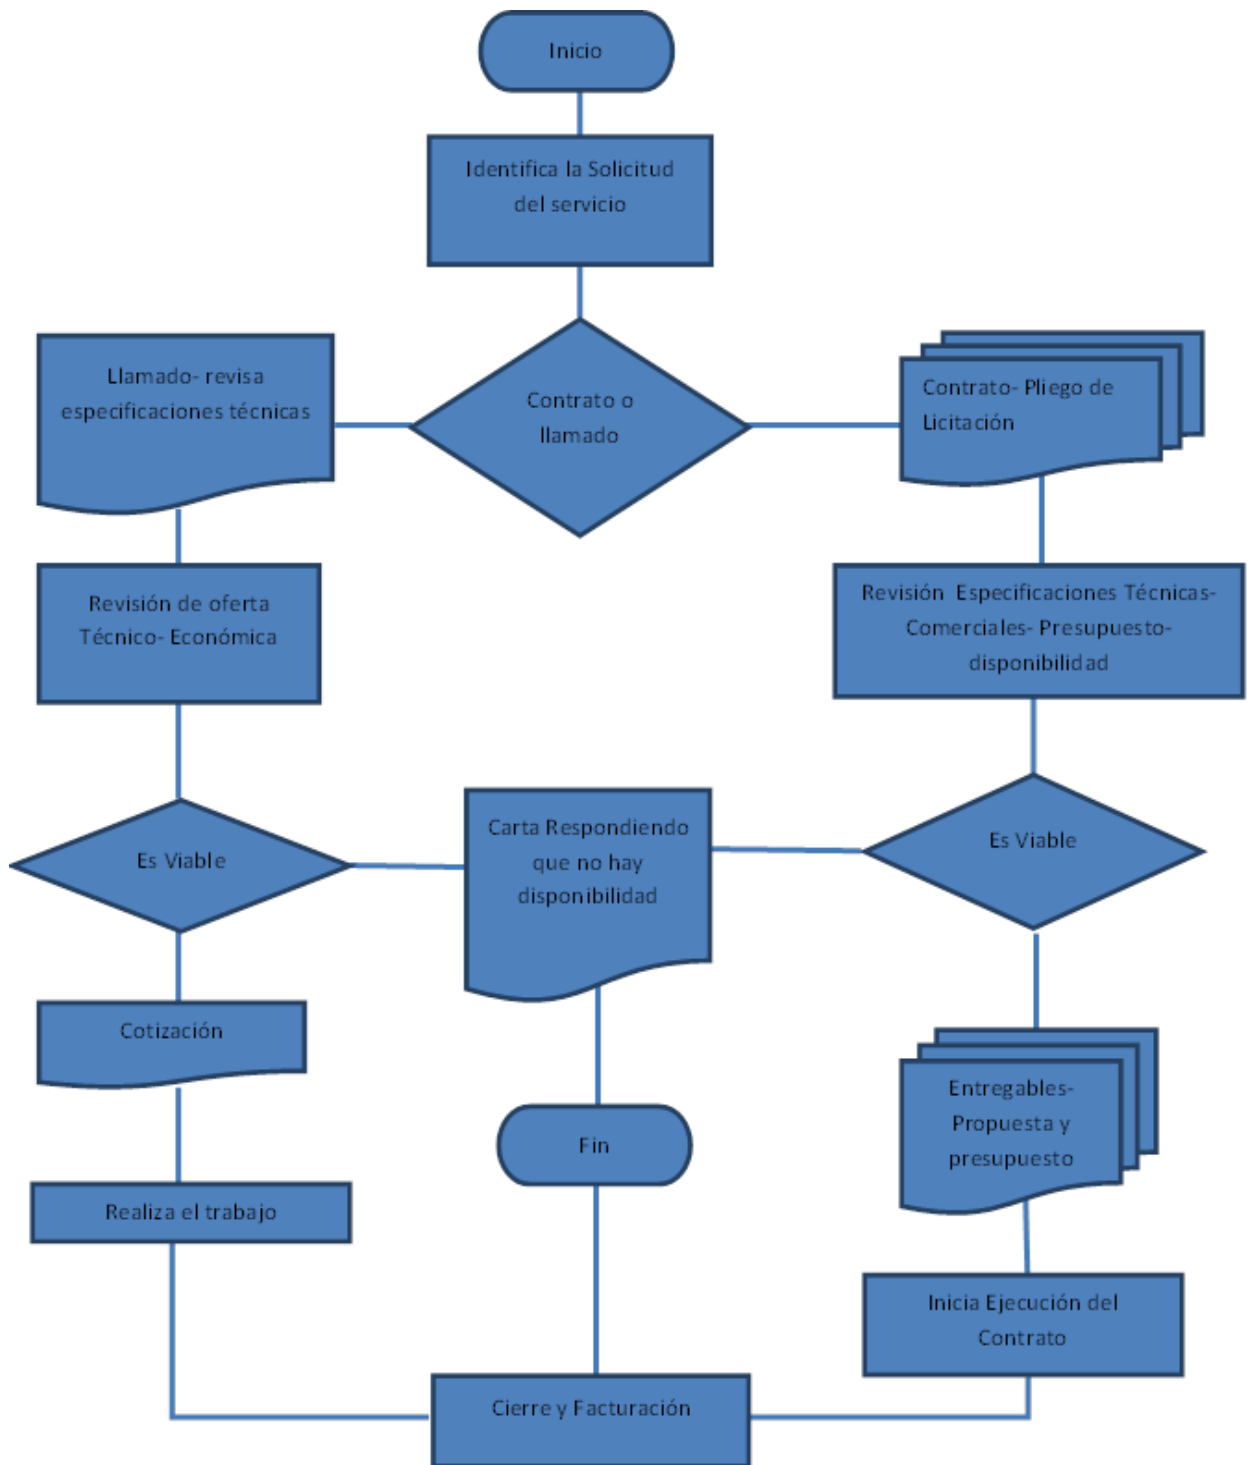 Inicio
Identifica la Solicitud
del servicio
Contrato o
llamado
Llamado- revisa
especificaciones técnicas
Contrato- Pliego de
Licitación
Revisión de oferta
Técnico- Económica
Revisión  Especificaciones Técnicas-
Comerciales- Presupuesto-
disponibilidad
Es Viable
Carta Respondiendo
que no hay
disponibilidad
Es Viable
Cotización
Entregables-
Propuesta y
presupuesto
Fin
Realiza el trabajo
Inicia Ejecución del
Contrato
Cierre y Facturación